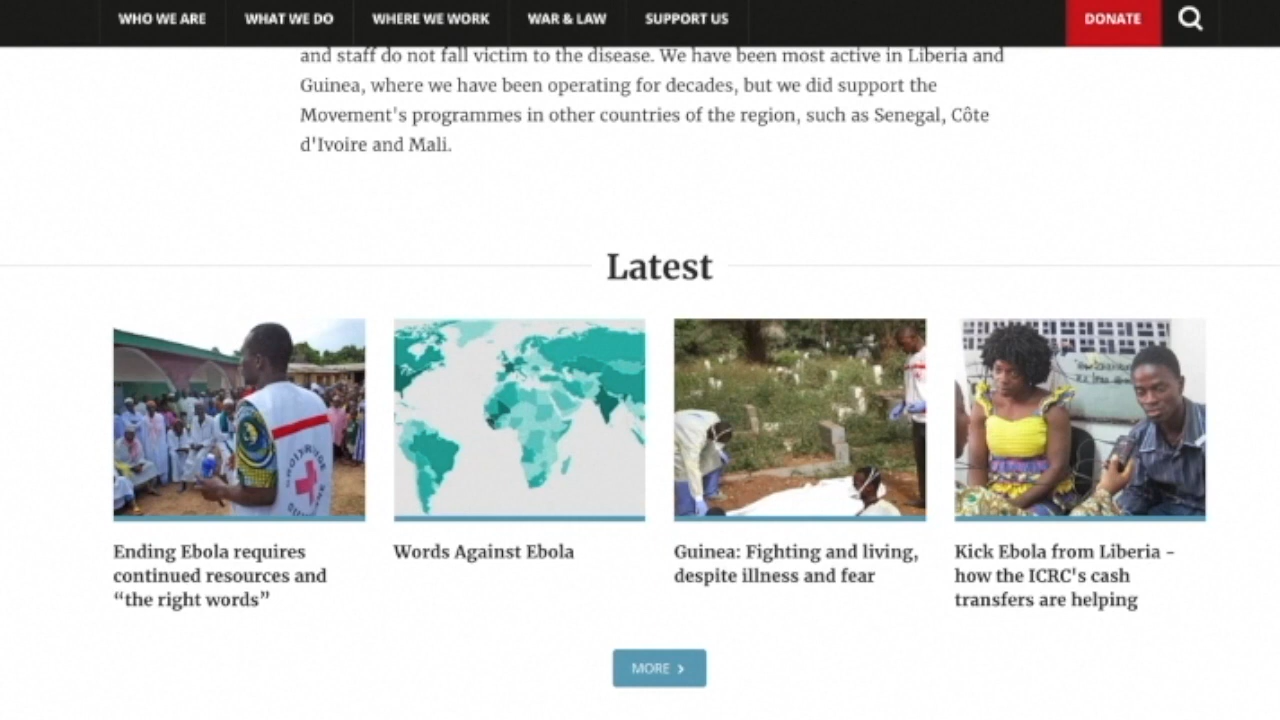 WHO WE ARE WHAT WE DO WHERE WE WORK WAR & LAW SUPPORT US DONATE
and staff do not fall victim to the disease. We have been most active in Liberia and
Guinea, where we have been operating for decades, but we did support the
Movement's programmes in other countries of the region, such as Senegal, Côte
d'Ivoire and Mali.
Latest
Ending Ebola requires
continued resources and
“the right words”
Words Against Ebola
Guinea: Fighting and living,
despite illness and fear
Kick Ebola from Liberia -
how the ICRC's cash
transfers are helping
MORE